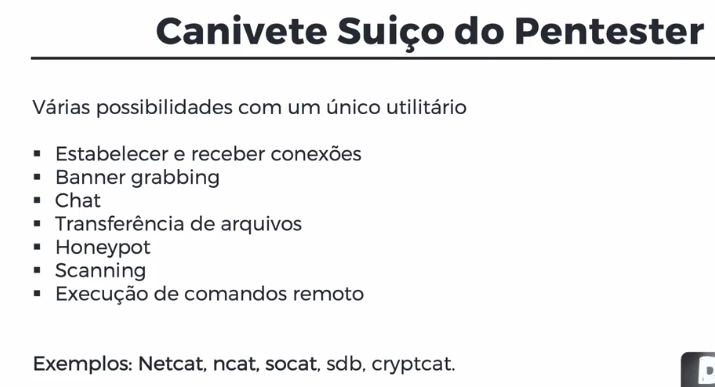 Canivete Suiço do Pentester
Várias possibilidades com um único utilitário
▪ Estabelecer e receber conexões
▪ Banner grabbing
▪ Chat
▪ Transferência de arquivos
▪ Honeypot
▪ Scanning
▪ Execução de comandos remoto
Exemplos: Netcat, ncat, socat, sdb, cryptcat.